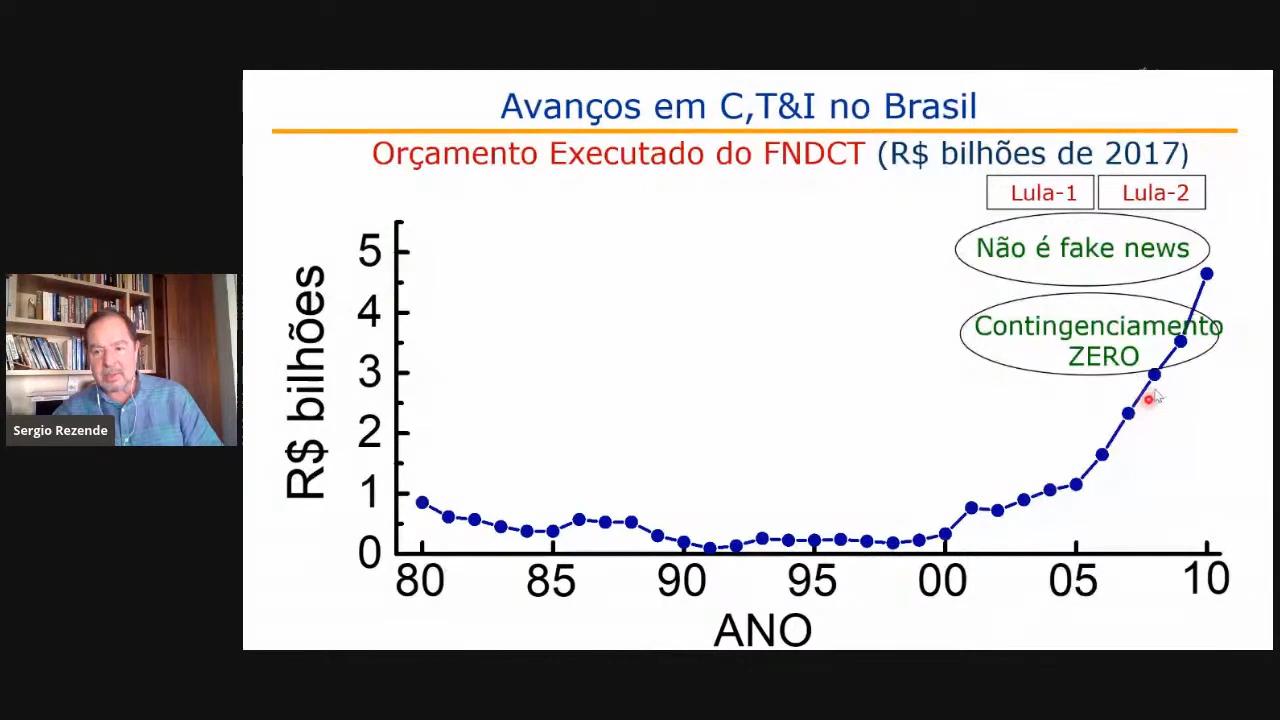 Avanços em C,T&I no Brasil
Orçamento Executado do FNDCT (R$ bilhões de 2017)
Lula-1
Lula-2
Não é fake news
Contingenciamento
ZERO
R$ bilhões
5
4
3
2
1
0
80 85 90 95 00 05 10
ANO
Sergio Rezende